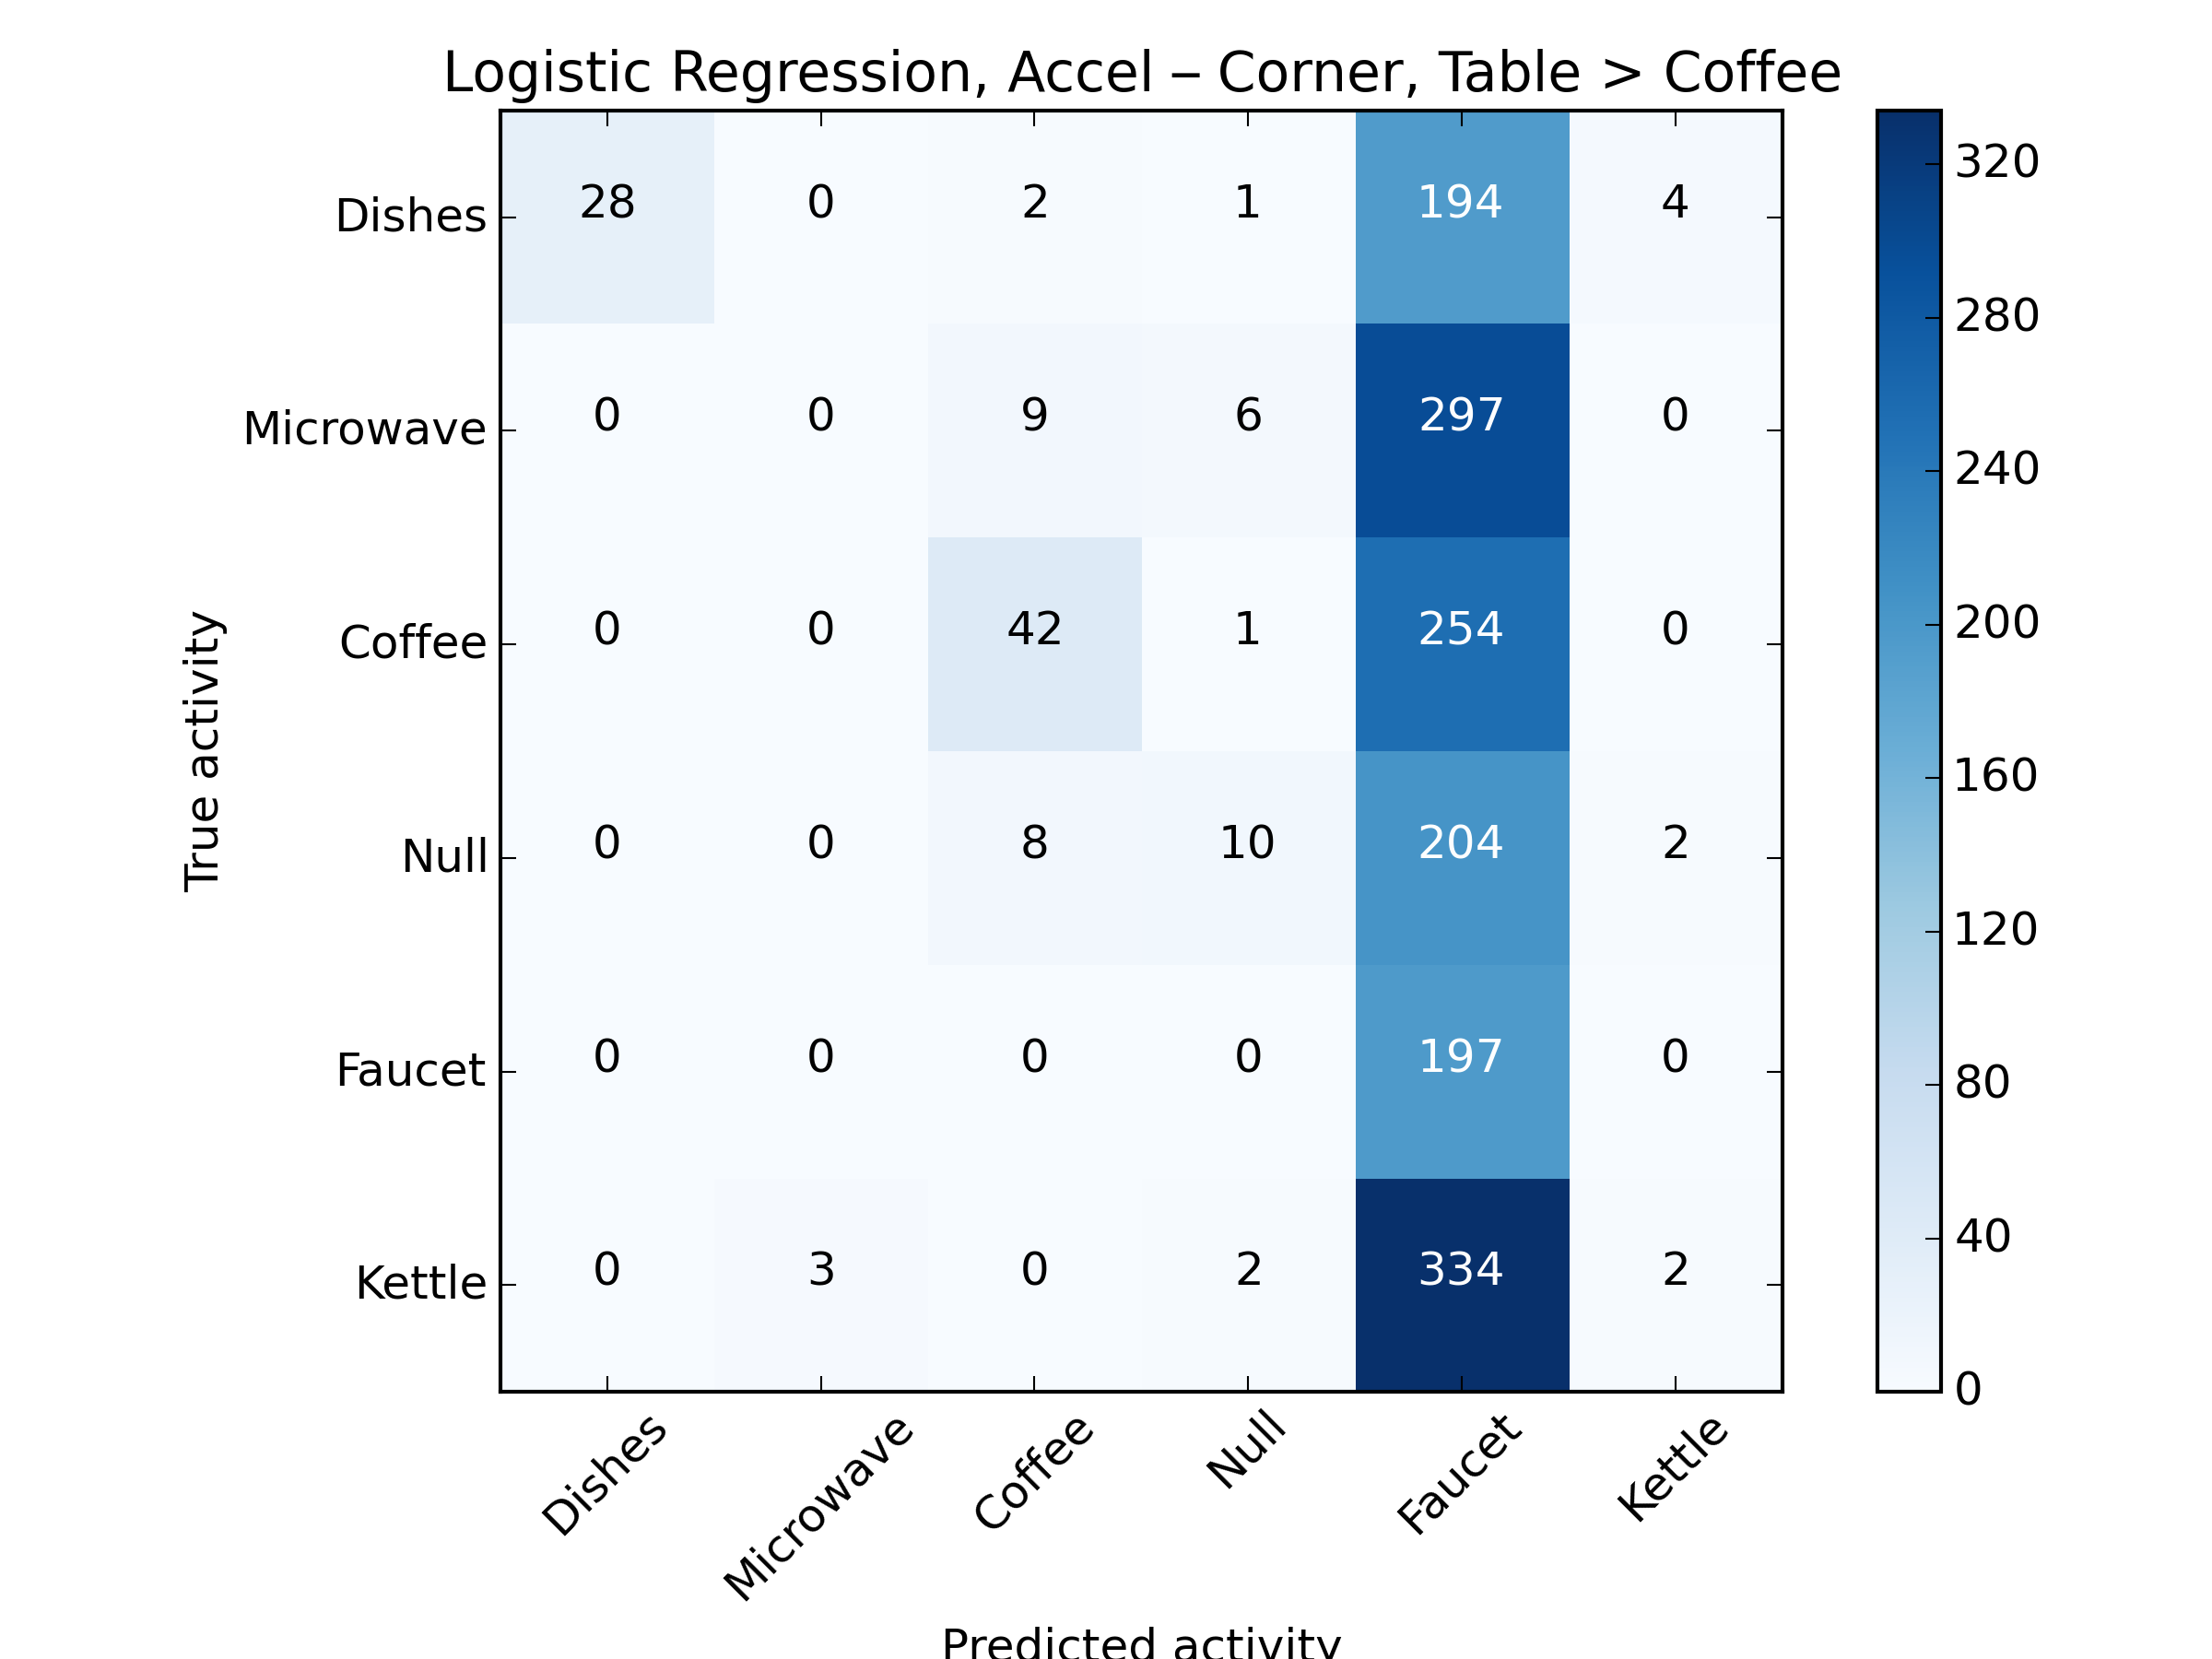 Logistic Regression, Accel – Corner, Table > Coffee
Dishes 28 0 2 1 194 4
Microwave 0 0 9 6 297 0
Coffee 0 0 42 1 254 0
Null 0 0 8 10 204 2
Faucet 0 0 0 0 197 0
Kettle 0 3 0 2 334 2
True activity
Dishes Microwave Coffee Null Faucet Kettle
Predicted activity
320
280
240
200
160
120
80
40
0